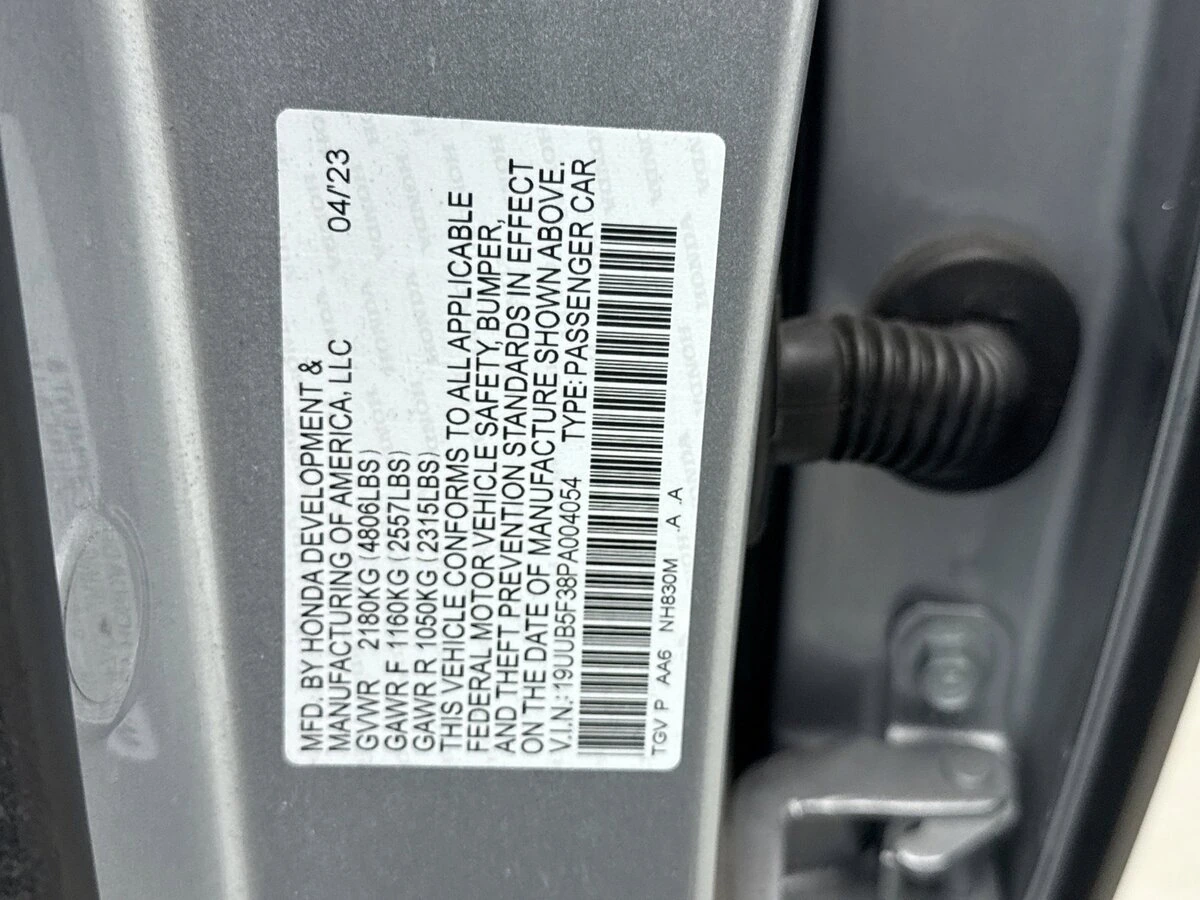 MFD. BY HONDA DEVELOPMENT & 04/'23
MANUFACTURING OF AMERICA, LLC
GVWR 2180KG (4806LBS)
GAWR F 1160KG (2557LBS)
GAWR R 1050KG (2315LBS)
THIS VEHICLE CONFORMS TO ALL APPLICABLE
FEDERAL MOTOR VEHICLE SAFETY, BUMPER,
AND THEFT PREVENTION STANDARDS IN EFFECT
ON THE DATE OF MANUFACTURE SHOWN ABOVE.
V.I.N.: 19UUB5F38PA004054 TYPE: PASSENGER CAR
TGV P AA6 NH830M .A .A